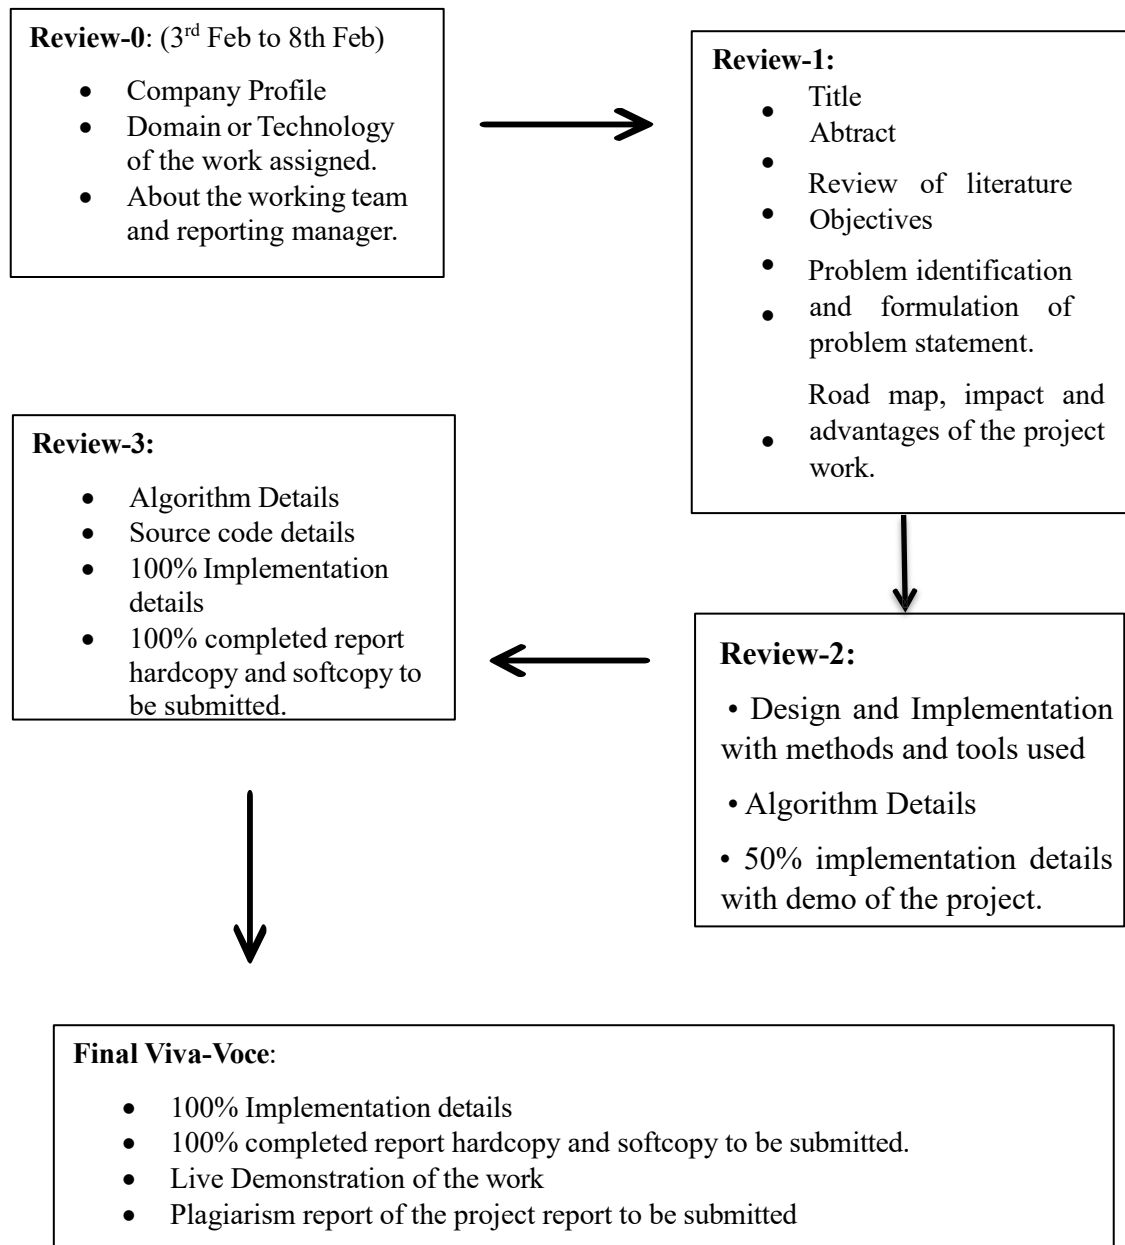 Review-0: (3rd Feb to 8th Feb)
• Company Profile
• Domain or Technology
of the work assigned.
• About the working team
and reporting manager.
Review-1:
• Title
Abtract
• Review of literature
• Objectives
• Problem identification
• and formulation of
problem statement.
Road map, impact and
• advantages of the project
work.
Review-2:
• Design and Implementation
with methods and tools used
• Algorithm Details
• 50% implementation details
with demo of the project.
Review-3:
• Algorithm Details
• Source code details
• 100% Implementation
details
• 100% completed report
hardcopy and softcopy to
be submitted.
Final Viva-Voce:
• 100% Implementation details
• 100% completed report hardcopy and softcopy to be submitted.
• Live Demonstration of the work
• Plagiarism report of the project report to be submitted